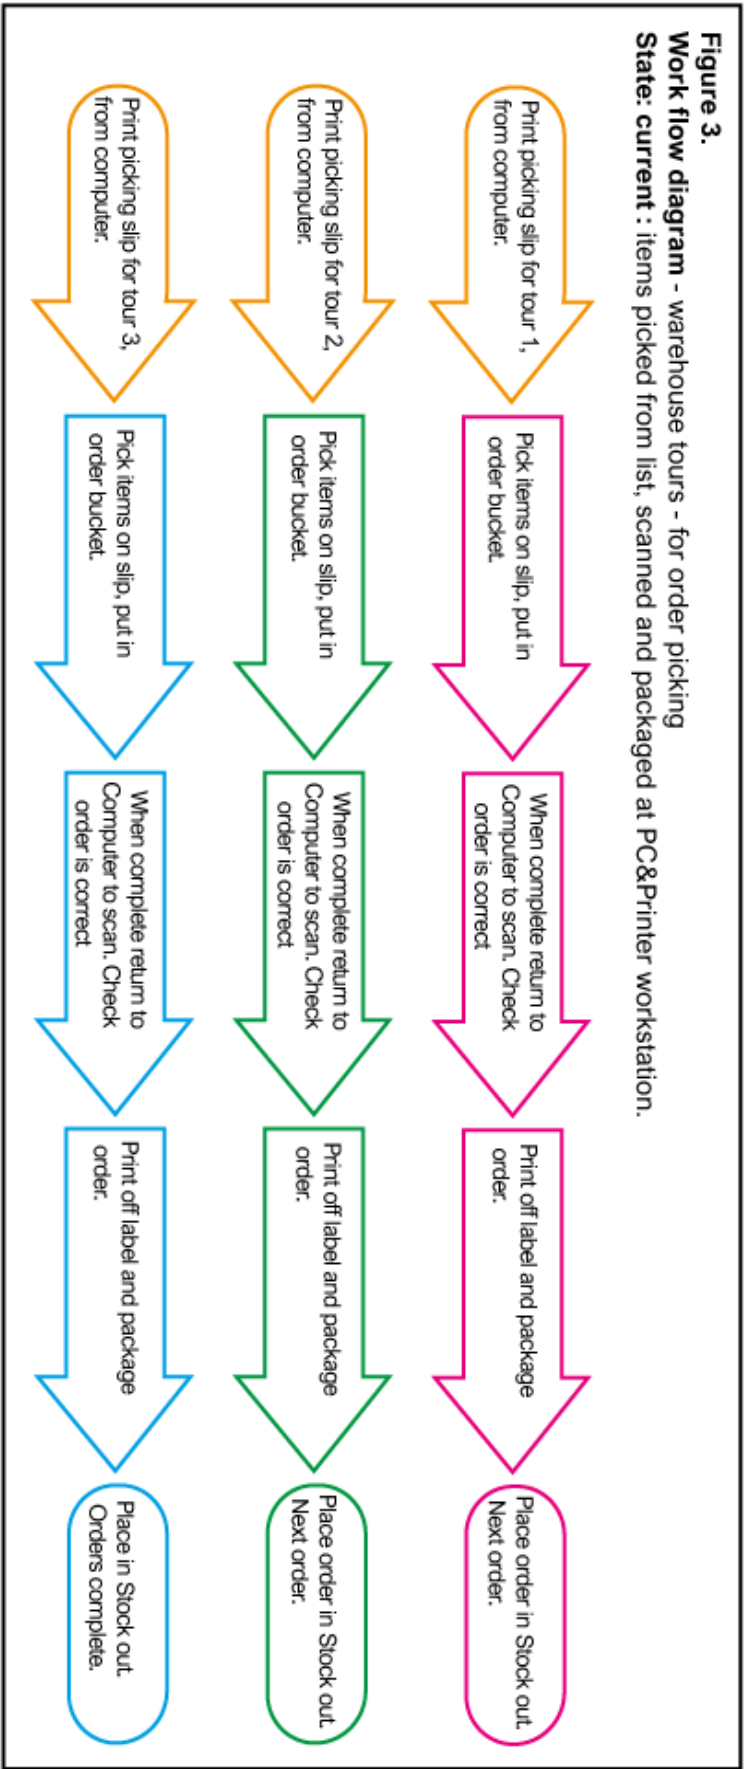 Figure 3.
Work flow diagram - warehouse tours - for order picking
State: current : items picked from list, scanned and packaged at PC&Printer workstation.
Print picking slip for tour 1,
from computer.
Pick items on slip, put in
order bucket.
When complete return to
Computer to scan. Check
order is correct
Print off label and package
order.
Place order in Stock out.
Next order.
Print picking slip for tour 2,
from computer.
Pick items on slip, put in
order bucket.
When complete return to
Computer to scan. Check
order is correct
Print off label and package
order.
Place order in Stock out.
Next order.
Print picking slip for tour 3,
from computer.
Pick items on slip, put in
order bucket.
When complete return to
Computer to scan. Check
order is correct
Print off label and package
order.
Place in Stock out.
Orders complete.